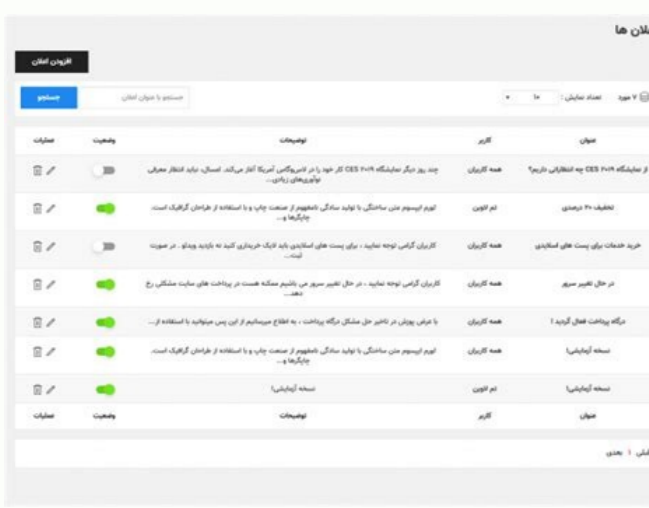 افزودن اعلان
۷ مورد تعداد نمایش : ۱۰ جستجو با عنوان اعلان جستجو
عنوان کاربر توضیحات وضعیت عملیات
از نمایشگاه CES ۲۰۱۹ چه انتظاراتی داریم؟ همه کاربران چند روز دیگر نمایشگاه CES ۲۰۱۹ کار خود را در لاس‌وگاس آمریکا آغاز می‌کند. امسال، نباید انتظار معرفی
نوآوری‌های زیادی...
تخفیف ۲۰ درصدی تم لاوین لورم ایپسوم متن ساختگی با تولید سادگی نامفهوم از صنعت چاپ و با استفاده از طراحان گرافیک است.
چاپگرها و...
خرید خدمات برای پست های اسلایدی همه کاربران کاربران گرامی توجه نمایید ، برای پست های اسلایدی باید لایک خریداری کنید نه بازدید ویدئو . در صورت
ثبت...
در حال تغییر سرور همه کاربران کاربران گرامی توجه نمایید ، در حال تغییر سرور می باشیم ممکنه هست در پرداخت های سایت مشکلی رخ
دهد...
درگاه پرداخت فعال گردید ! همه کاربران با عرض پوزش در تاخیر حل مشکل درگاه پرداخت ، به اطلاع میرسانیم از این پس میتوانید با استفاده از...
نسخه آزمایشی! همه کاربران لورم ایپسوم متن ساختگی با تولید سادگی نامفهوم از صنعت چاپ و با استفاده از طراحان گرافیک است.
چاپگرها و...
نسخه آزمایشی! تم لاوین نسخه آزمایشی!
عنوان کاربر توضیحات وضعیت عملیات
۱ بعدی